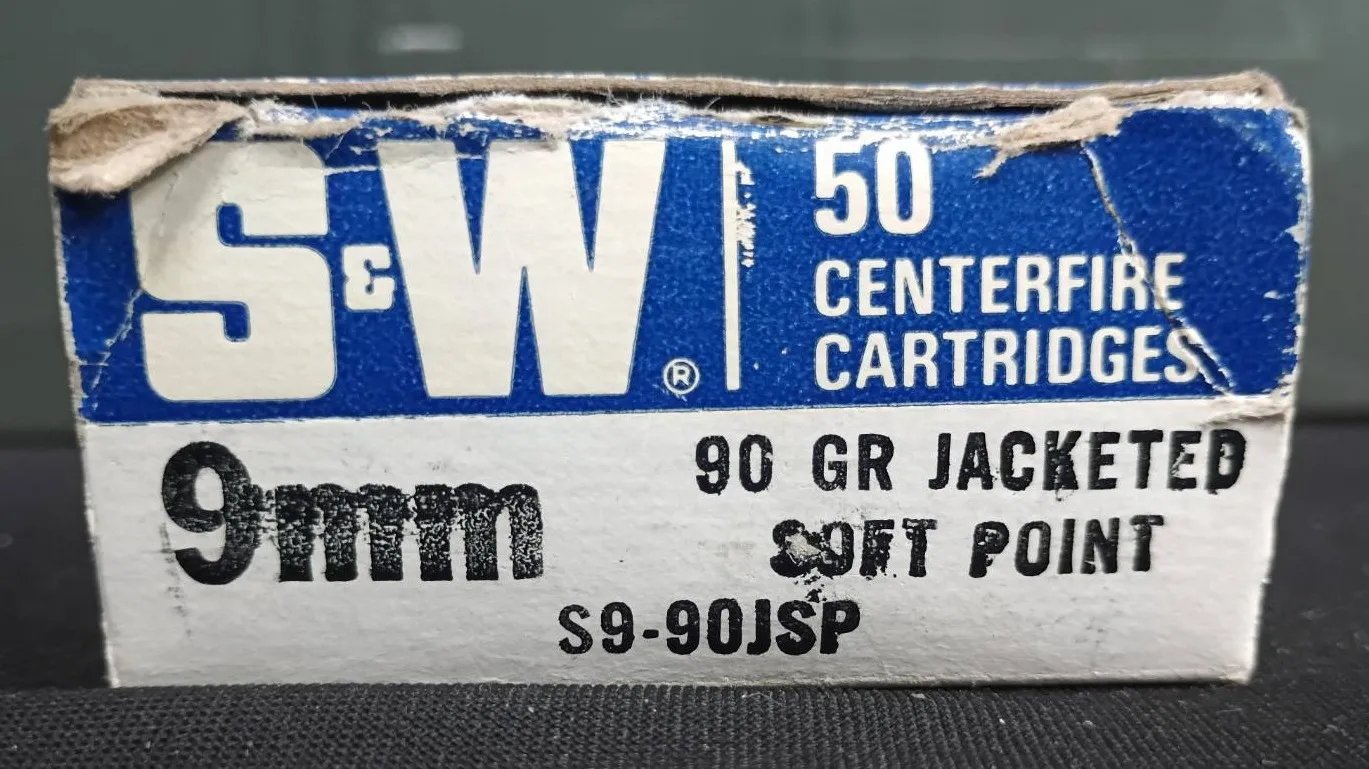 S&W®
50
CENTERFIRE
CARTRIDGES
9mm
90 GR JACKETED
SOFT POINT
S9-90JSP